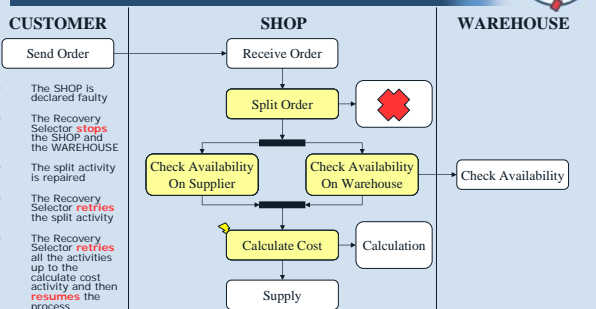 CUSTOMER
SHOP
WAREHOUSE
Send Order
Receive Order
The SHOP is
declared faulty
The Recovery
Selector stops
the SHOP and
the WAREHOUSE
The split activity
is repaired
The Recovery
Selector retries
the split activity
The Recovery
Selector retries
all the activities
up to the
calculate cost
activity and then
resumes the
process
Split Order
Check Availability
On Supplier
Check Availability
On Warehouse
Check Availability
Calculate Cost
Calculation
Supply